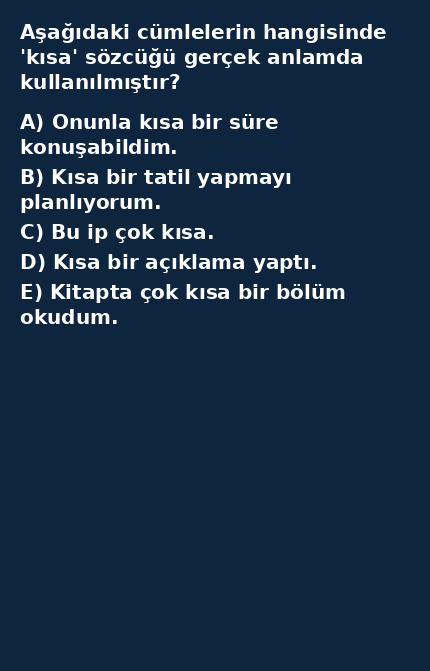 Aşağıdaki cümlelerin hangisinde
'kısa' sözcüğü gerçek anlamda
kullanılmıştır?
A) Onunla kısa bir süre
konuşabildim.
B) Kısa bir tatil yapmayı
planlıyorum.
C) Bu ip çok kısa.
D) Kısa bir açıklama yaptı.
E) Kitapta çok kısa bir bölüm
okudum.